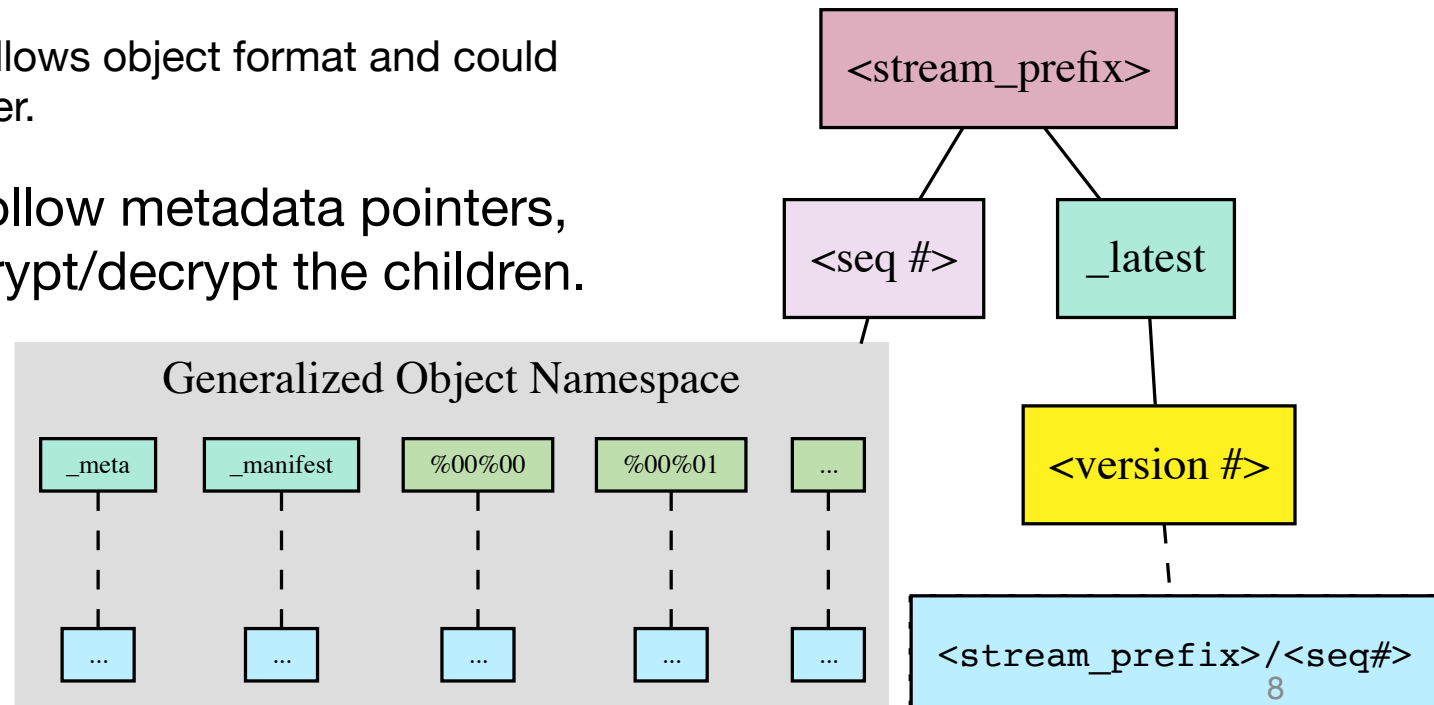 llows object format and could
er.
ollow metadata pointers,
rypt/decrypt the children.
<stream_prefix>
<seq #>
_latest
Generalized Object Namespace
_meta
_manifest
%00%00
%00%01
...
<version #>
...
...
...
...
...
<stream_prefix>/<seq#>
8